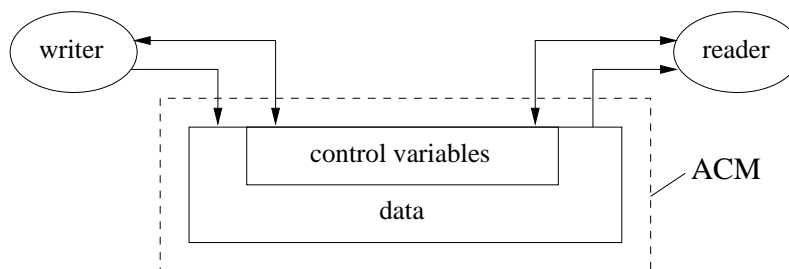 writer
reader
control variables
ACM
data